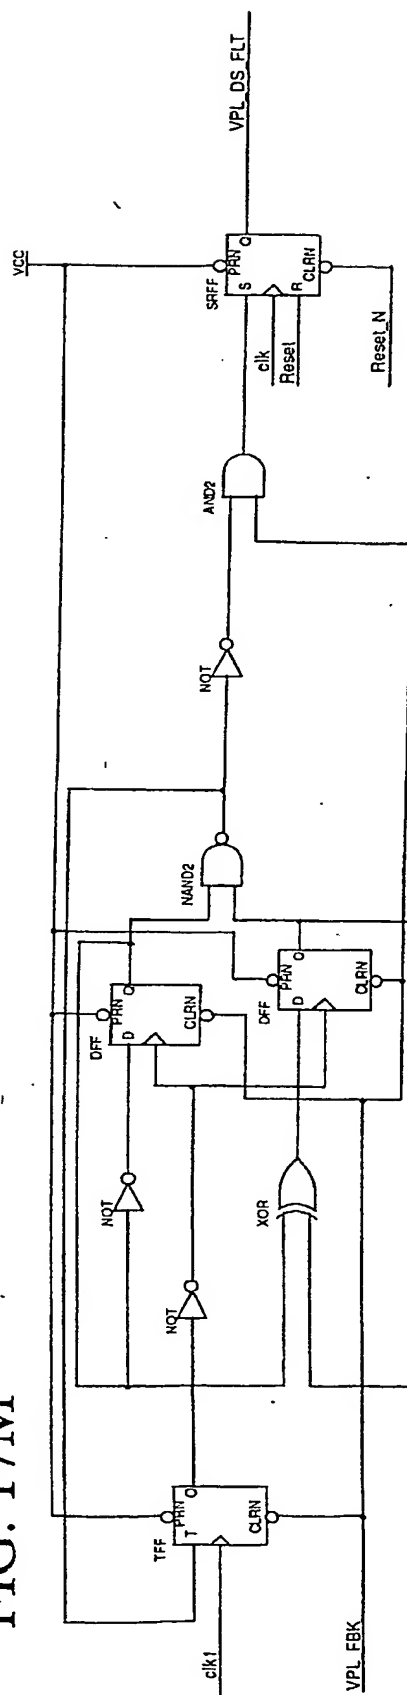 FIG. 17M
VCC
TFF
PRN
T
Q
CLRN
clk1
VPL_FBK
NOT
NOT
XOR
DFF
PRN
D
Q
CLRN
DFF
PRN
D
Q
CLRN
NAND2
NOT
AND2
SRFF
PRN
S
Q
clk
R
Reset
CLRN
Reset_N
VPL_DS_FLT